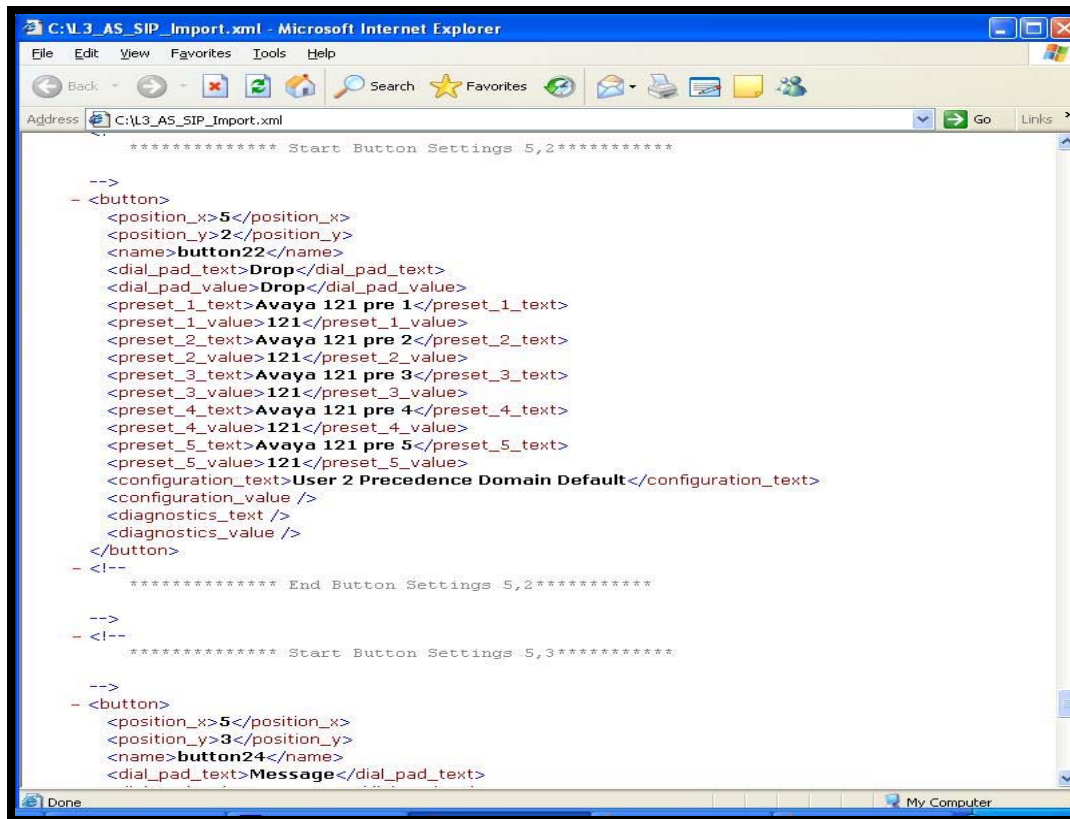 C:\L3_AS_SIP_Import.xml - Microsoft Internet Explorer
File Edit View Favorites Tools Help
Back Search Favorites
Address C:\L3_AS_SIP_Import.xml Go Links
************** Start Button Settings 5,2***********
-->
- <button>
<position_x>5</position_x>
<position_y>2</position_y>
<name>button22</name>
<dial_pad_text>Drop</dial_pad_text>
<dial_pad_value>Drop</dial_pad_value>
<preset_1_text>Avaya 121 pre 1</preset_1_text>
<preset_1_value>121</preset_1_value>
<preset_2_text>Avaya 121 pre 2</preset_2_text>
<preset_2_value>121</preset_2_value>
<preset_3_text>Avaya 121 pre 3</preset_3_text>
<preset_3_value>121</preset_3_value>
<preset_4_text>Avaya 121 pre 4</preset_4_text>
<preset_4_value>121</preset_4_value>
<preset_5_text>Avaya 121 pre 5</preset_5_text>
<preset_5_value>121</preset_5_value>
<configuration_text>User 2 Precedence Domain Default</configuration_text>
<configuration_value />
<diagnostics_text />
<diagnostics_value />
</button>
- <!--
************** End Button Settings 5,2***********
-->
- <!--
************** Start Button Settings 5,3***********
-->
- <button>
<position_x>5</position_x>
<position_y>3</position_y>
<name>button24</name>
<dial_pad_text>Message</dial_pad_text>
Done My Computer